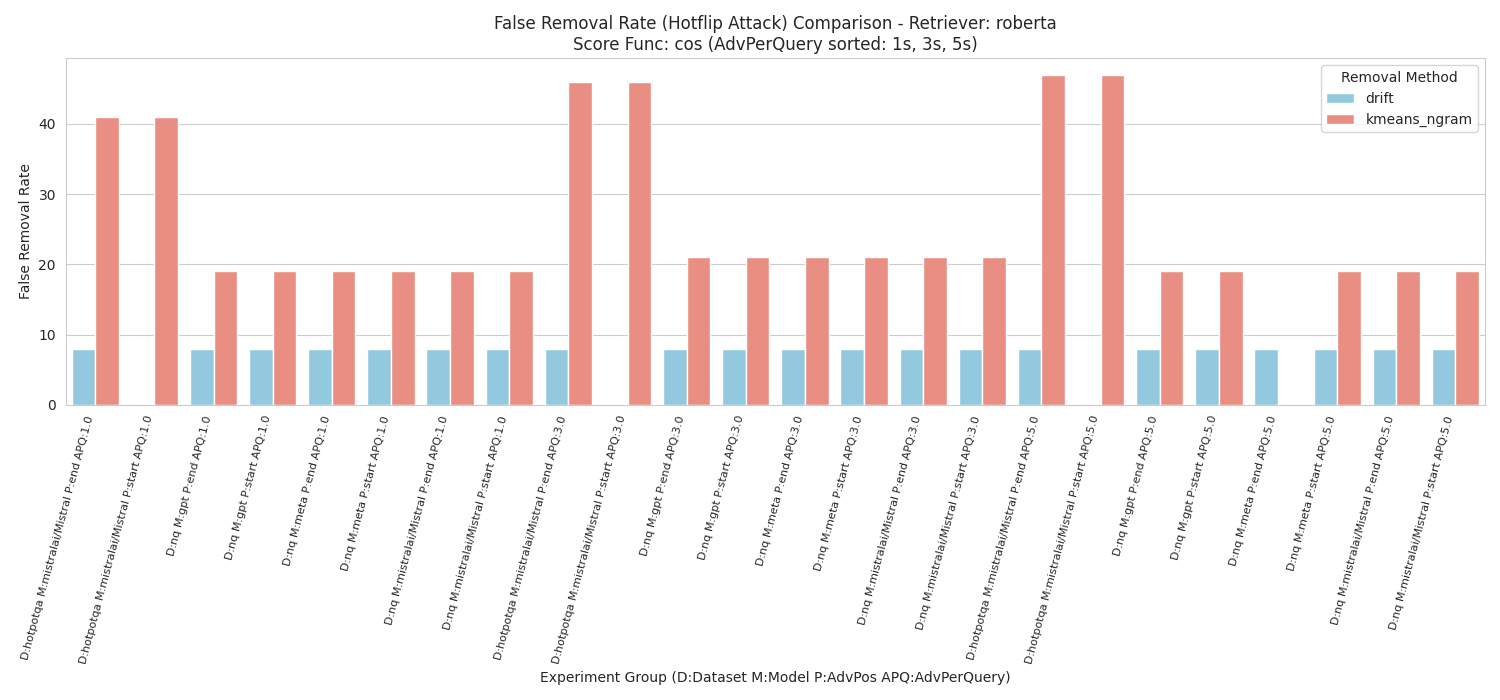 False Removal Rate (Hotflip Attack) Comparison - Retriever: roberta
Score Func: cos (AdvPerQuery sorted: 1s, 3s, 5s)
Removal Method
drift
kmeans_ngram
False Removal Rate
40
30
20
10
0
D:hotpotqa M:mistralai/Mistral P:end APQ:1.0
D:hotpotqa M:mistralai/Mistral P:start APQ:1.0
D:nq M:gpt P:end APQ:1.0
D:nq M:gpt P:start APQ:1.0
D:nq M:meta P:end APQ:1.0
D:nq M:meta P:start APQ:1.0
D:nq M:mistralai/Mistral P:end APQ:1.0
D:nq M:mistralai/Mistral P:start APQ:1.0
D:hotpotqa M:mistralai/Mistral P:end APQ:3.0
D:hotpotqa M:mistralai/Mistral P:start APQ:3.0
D:nq M:gpt P:end APQ:3.0
D:nq M:gpt P:start APQ:3.0
D:nq M:meta P:end APQ:3.0
D:nq M:meta P:start APQ:3.0
D:nq M:mistralai/Mistral P:end APQ:3.0
D:nq M:mistralai/Mistral P:start APQ:3.0
D:hotpotqa M:mistralai/Mistral P:end APQ:5.0
D:hotpotqa M:mistralai/Mistral P:start APQ:5.0
D:nq M:gpt P:end APQ:5.0
D:nq M:gpt P:start APQ:5.0
D:nq M:meta P:end APQ:5.0
D:nq M:meta P:start APQ:5.0
D:nq M:mistralai/Mistral P:end APQ:5.0
D:nq M:mistralai/Mistral P:start APQ:5.0
Experiment Group (D:Dataset M:Model P:AdvPos APQ:AdvPerQuery)